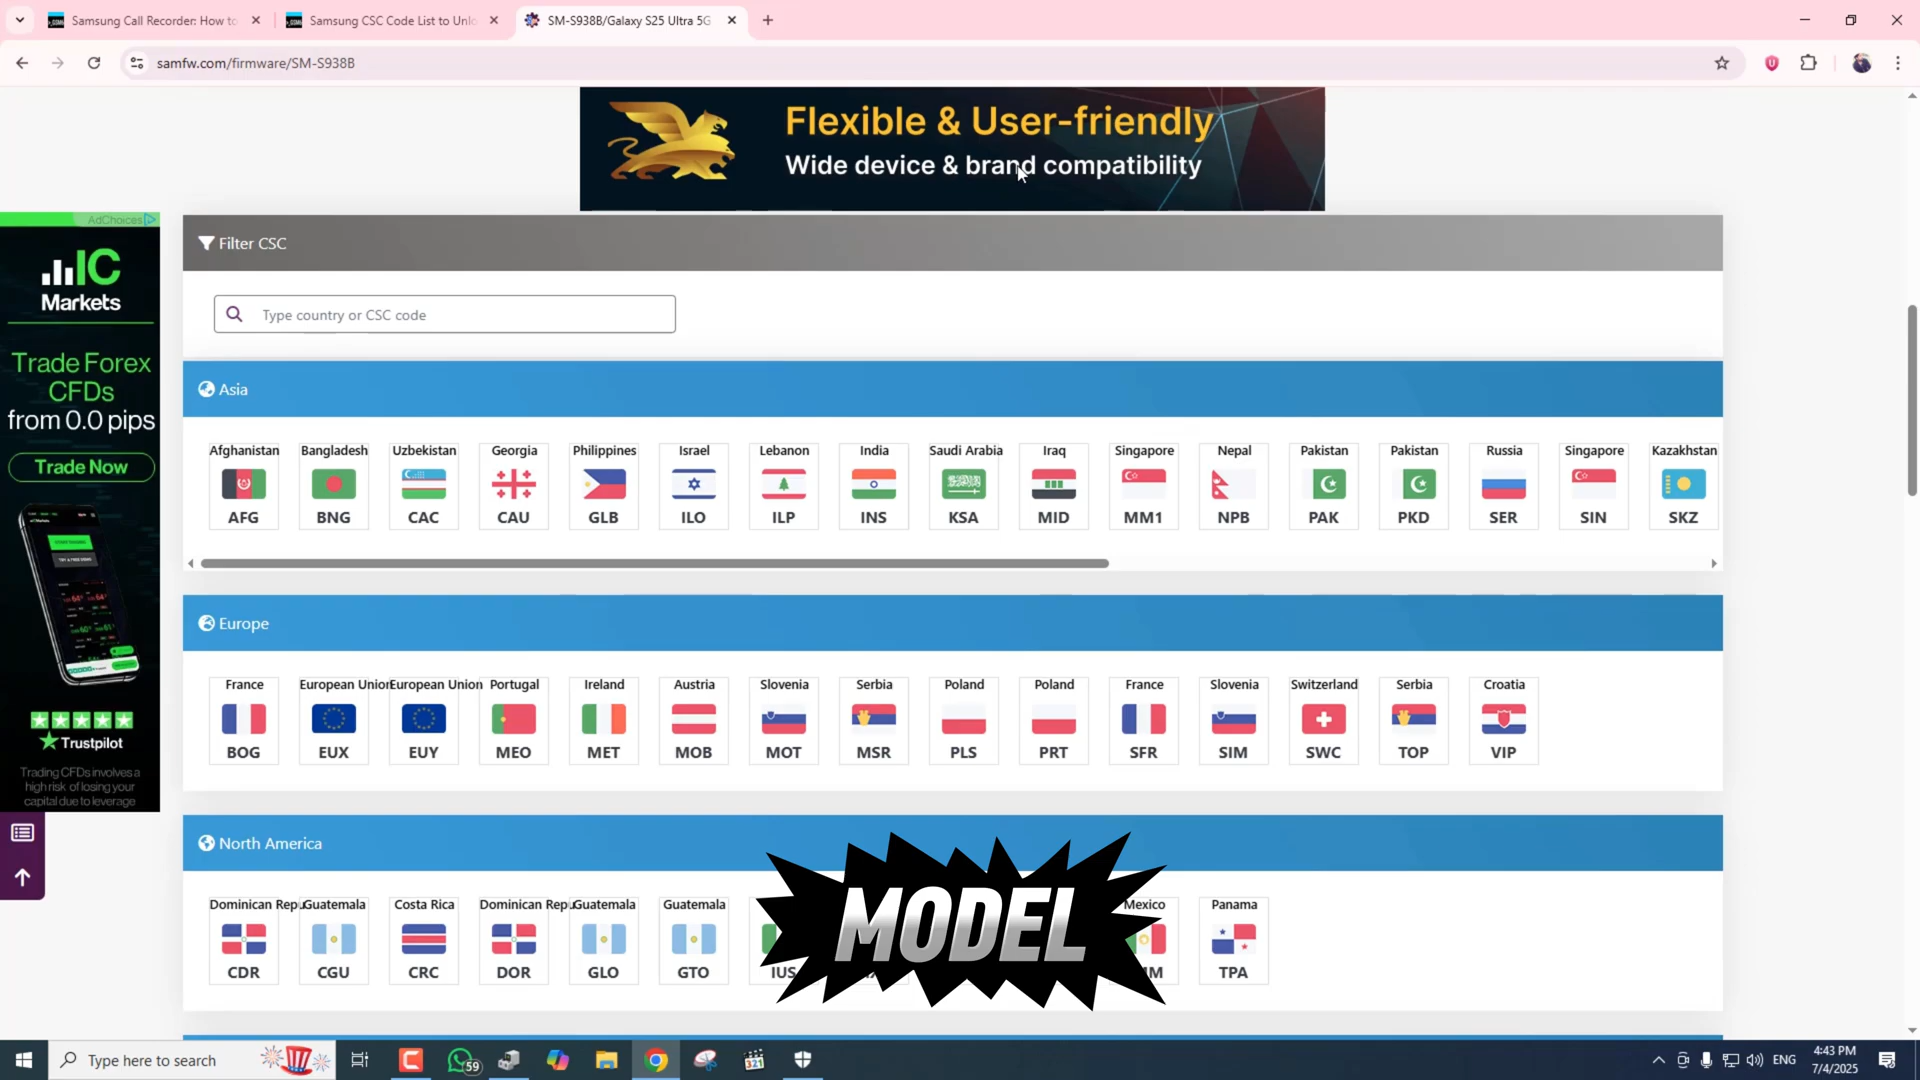 Samsung Call Recorder: How to
Samsung CSC Code List to Unlo
SM-S938B/Galaxy S25 Ultra 5G
samfw.com/firmware/SM-S938B
Flexible & User-friendly
Wide device & brand compatibility
AdChoices
IC
Markets
Trade Forex
CFDs
from 0.0 pips
Trade Now
Trustpilot
Trading CFDs involves a
high risk of losing your
capital due to leverage
Filter CSC
Type country or CSC code
Asia
Afghanistan Bangladesh Uzbekistan Georgia Philippines Israel Lebanon India Saudi Arabia Iraq Singapore Nepal Pakistan Pakistan Russia Singapore Kazakhstan
AFG BNG CAC CAU GLB ILO ILP INS KSA MID MM1 NPB PAK PKD SER SIN SKZ
Europe
France European Union European Union Portugal Ireland Austria Slovenia Serbia Poland Poland France Slovenia Switzerland Serbia Croatia
BOG EUX EUY MEO MET MOB MOT MSR PLS PRT SFR SIM SWC TOP VIP
North America
Dominican Repu Guatemala Costa Rica Dominican Repu Guatemala Guatemala Mexico Panama
CDR CGU CRC DOR GLO GTO IUS TPA
MODEL
Type here to search
59
321
ENG
4:43 PM
7/4/2025